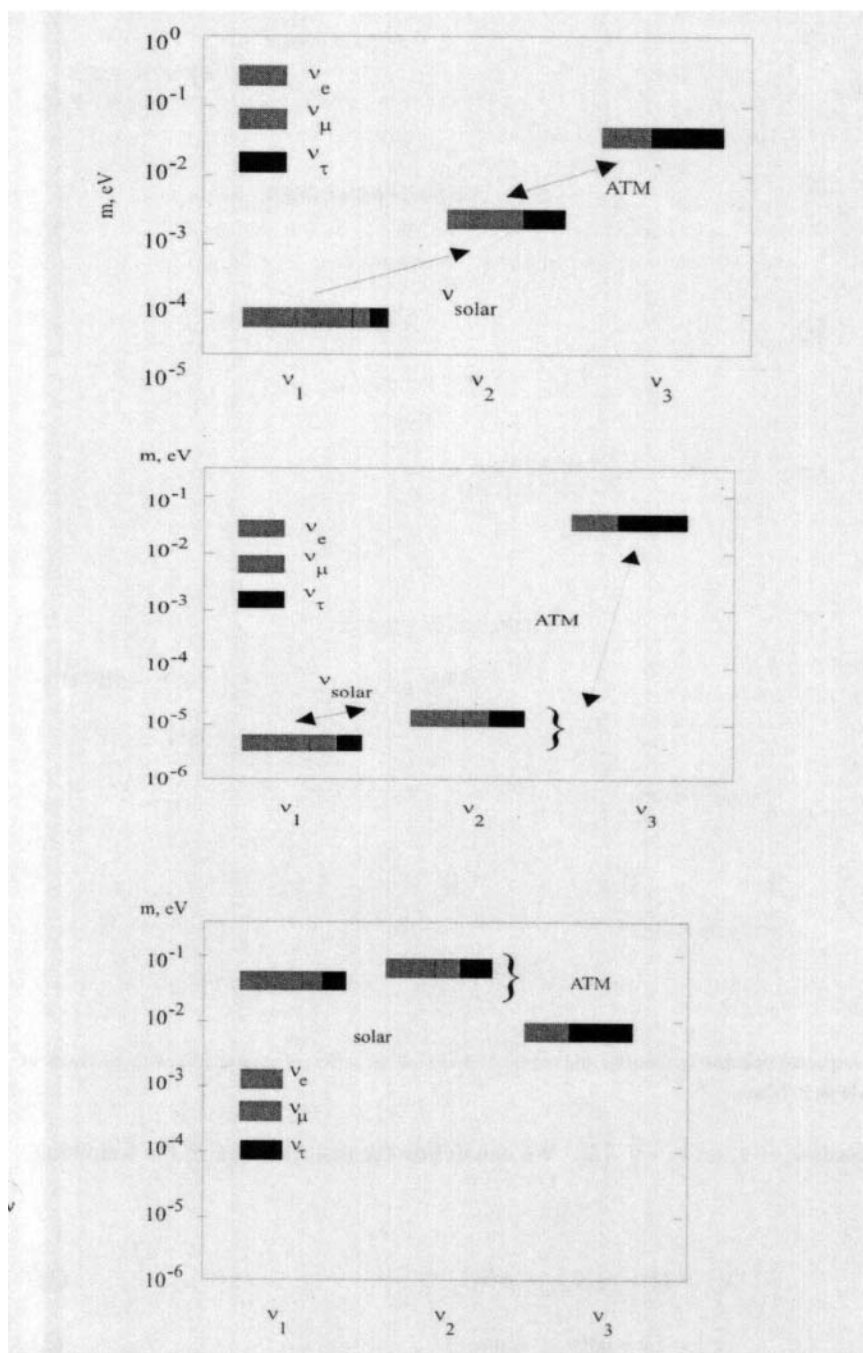 10^0
ν_e
10^-1
ν_μ
10^-2
ν_τ
m, eV
ATM
10^-3
10^-4
ν_solar
10^-5
ν_1 ν_2 ν_3
m, eV
10^-1
ν_e
10^-2
ν_μ
10^-3
ν_τ
ATM
10^-4
ν_solar
10^-5
}
10^-6
ν_1 ν_2 ν_3
m, eV
10^-1
}
ATM
10^-2
solar
10^-3
ν_e
ν_μ
10^-4
ν_τ
10^-5
10^-6
ν_1 ν_2 ν_3